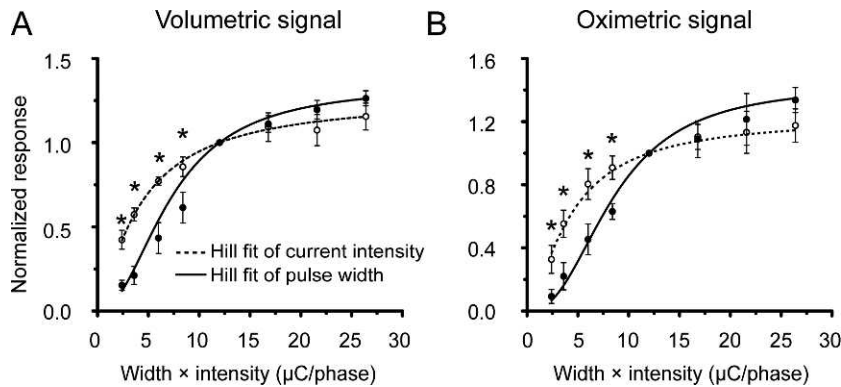 A
Volumetric signal
Normalized response
1.5
1.0
0.5
0.0
* * * *
Hill fit of current intensity
Hill fit of pulse width
0 5 10 15 20 25 30
Width × intensity (μC/phase)
B
Oximetric signal
1.6
1.2
0.8
0.4
0.0
* * * *
0 5 10 15 20 25 30
Width × intensity (μC/phase)